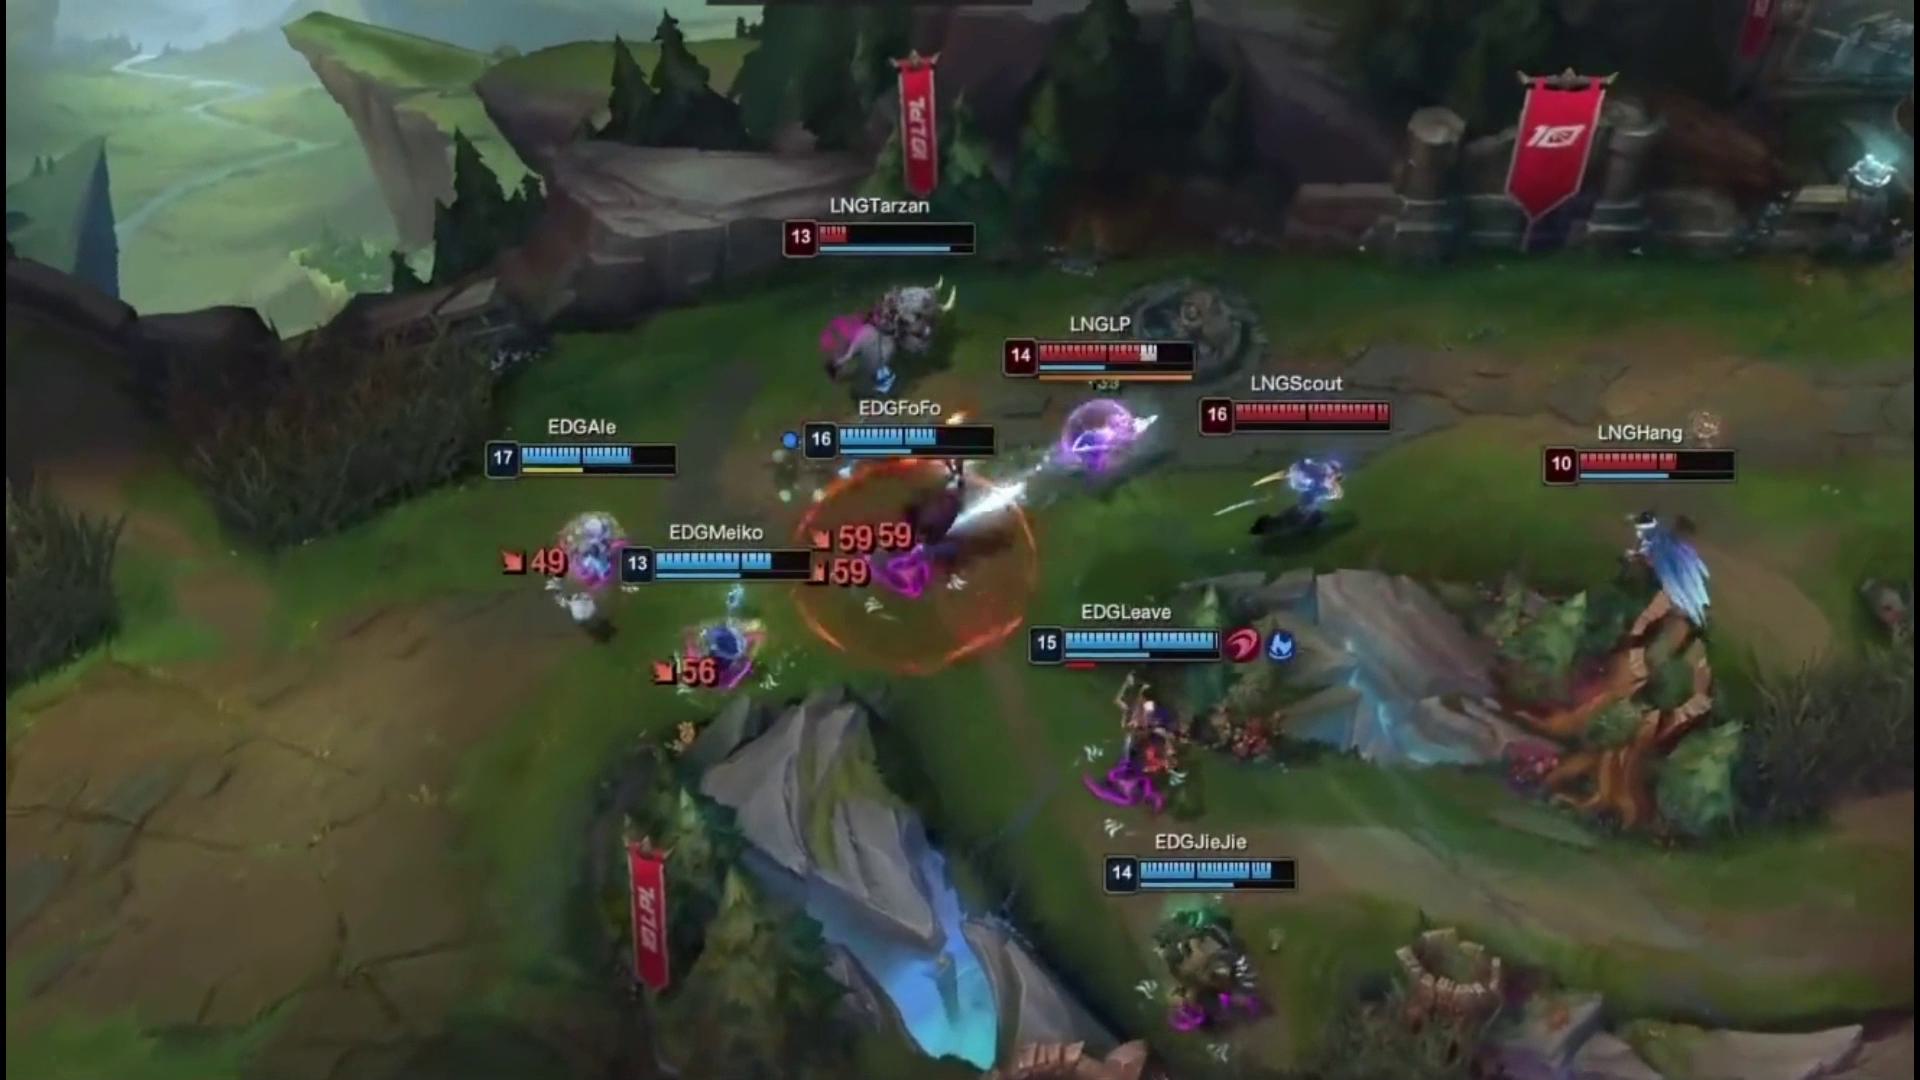 LNGTarzan
13
LNGLP
14
LNGScout
16
EDGFoFo
16
EDGAle
17
LNGHang
10
EDGMeiko
13
59 59
49
59
EDGLeave
15
56
EDGJieJie
14